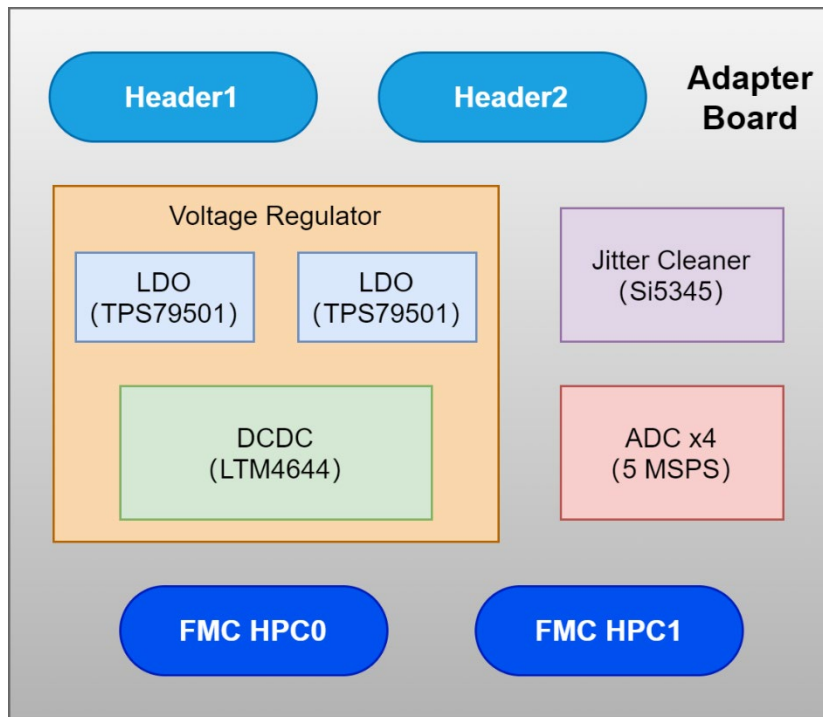 Header1
Header2
Adapter
Board
Voltage Regulator
LDO
(TPS79501)
LDO
(TPS79501)
Jitter Cleaner
(Si5345)
DCDC
(LTM4644)
ADC x4
(5 MSPS)
FMC HPC0
FMC HPC1